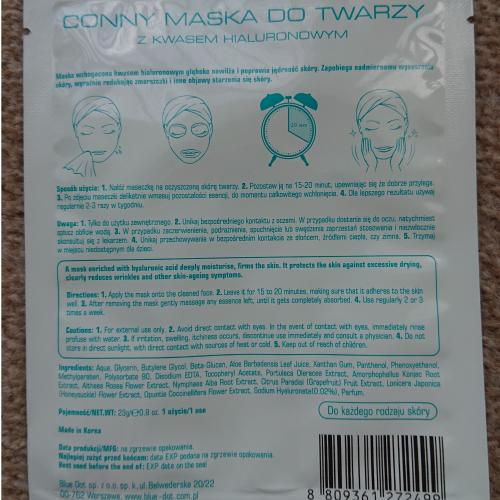 CONNY MASKA DO TWARZY
Z KWASEM HIALURONOWYM
Maska wzbogacona kwasem hialuronowym głęboko nawilża i poprawia jędrność skóry. Zapobiega nadmiernemu wysuszeniu
skóry, wyraźnie redukując zmarszczki i inne objawy starzenia się skóry.
20 min
Sposób użycia: 1. Nałóż maseczkę na oczyszczoną skórę twarzy. 2. Pozostaw ją na 15-20 minut, upewniając się że dobrze przylega.
3. Po zdjęciu maseczki delikatnie wmasuj pozostałości esencji, do momentu całkowitego wchłonięcia. 4. Dla lepszego rezultatu używaj
regularnie 2-3 razy w tygodniu.
Uwaga: 1. Tylko do użytku zewnętrznego. 2. Unikaj bezpośredniego kontaktu z oczami. W przypadku dostania się do oczu, natychmiast
spłucz obficie wodą. 3. W przypadku zaczerwienienia, podrażnienia, spuchnięcia lub swędzenia zaprzestań stosowania i niezwłocznie
skonsultuj się z lekarzem. 4. Unikaj przechowywania w bezpośrednim kontakcie ze słońcem, źródłami ciepła, czy zimna. 5. Trzymaj
w miejscu niedostępnym dla dzieci.
A mask enriched with hyaluronic acid deeply moisturise, firms the skin. It protects the skin against excessive drying,
clearly reduces wrinkles and other skin-ageing symptoms.
Directions: 1. Apply the mask onto the cleansed face. 2. Leave it for 15 to 20 minutes, making sure that it adheres to the skin
well. 3. After removing the mask gently message any essence left, until it gets completely absorbed. 4. Use regularly 2 or 3
times a week.
Cautions: 1. For external use only. 2. Avoid direct contact with eyes. In the event of contact with eyes, immediately rinse
profuse with water. 3. If irritation, swelling, itchiness occurs, discontinue use immediately and consult a physician. 4. Do not
store in direct sunlight, with direct contact with sources of heat or cold. 5. Keep out of reach of children.
Ingredients: Aqua, Glycerin, Butylene Glycol, Beta-Glucan, Aloe Barbadensis Leaf Juice, Xanthan Gum, Panthenol, Phenoxyethanol,
Methylparaben, Polysorbate 80, Disodium EDTA, Tocopheryl Acetate, Portulaca Oleracea Extract, Amorphophallus Konjac Root
Extract, Althaea Rosea Flower Extract, Nymphaea Alba Root Extract, Citrus Paradisi (Grapefruit) Fruit Extract, Lonicera Japonica
(Honeysuckle) Flower Extract, Opuntia Coccinellifera Flower Extract, Sodium Hyaluronate(0.02%), Parfum.
Pojemność/NET.WT: 23g/℮(0.8 oz. 1 użycie/1 use
Do każdego rodzaju skóry
Made in Korea
Data produkcji/MFG: na zgrzewie opakowania.
Najlepiej zużyć przed końcem: data EXP podana na zgrzewie opakowania.
Best used before the end of: EXP date on the seal
Blue Dot sp. z o.o. sp. k, ul. Belwederska 20/22
00-762 Warszawa, www.blue-dot.com.pl
8 809361 272499